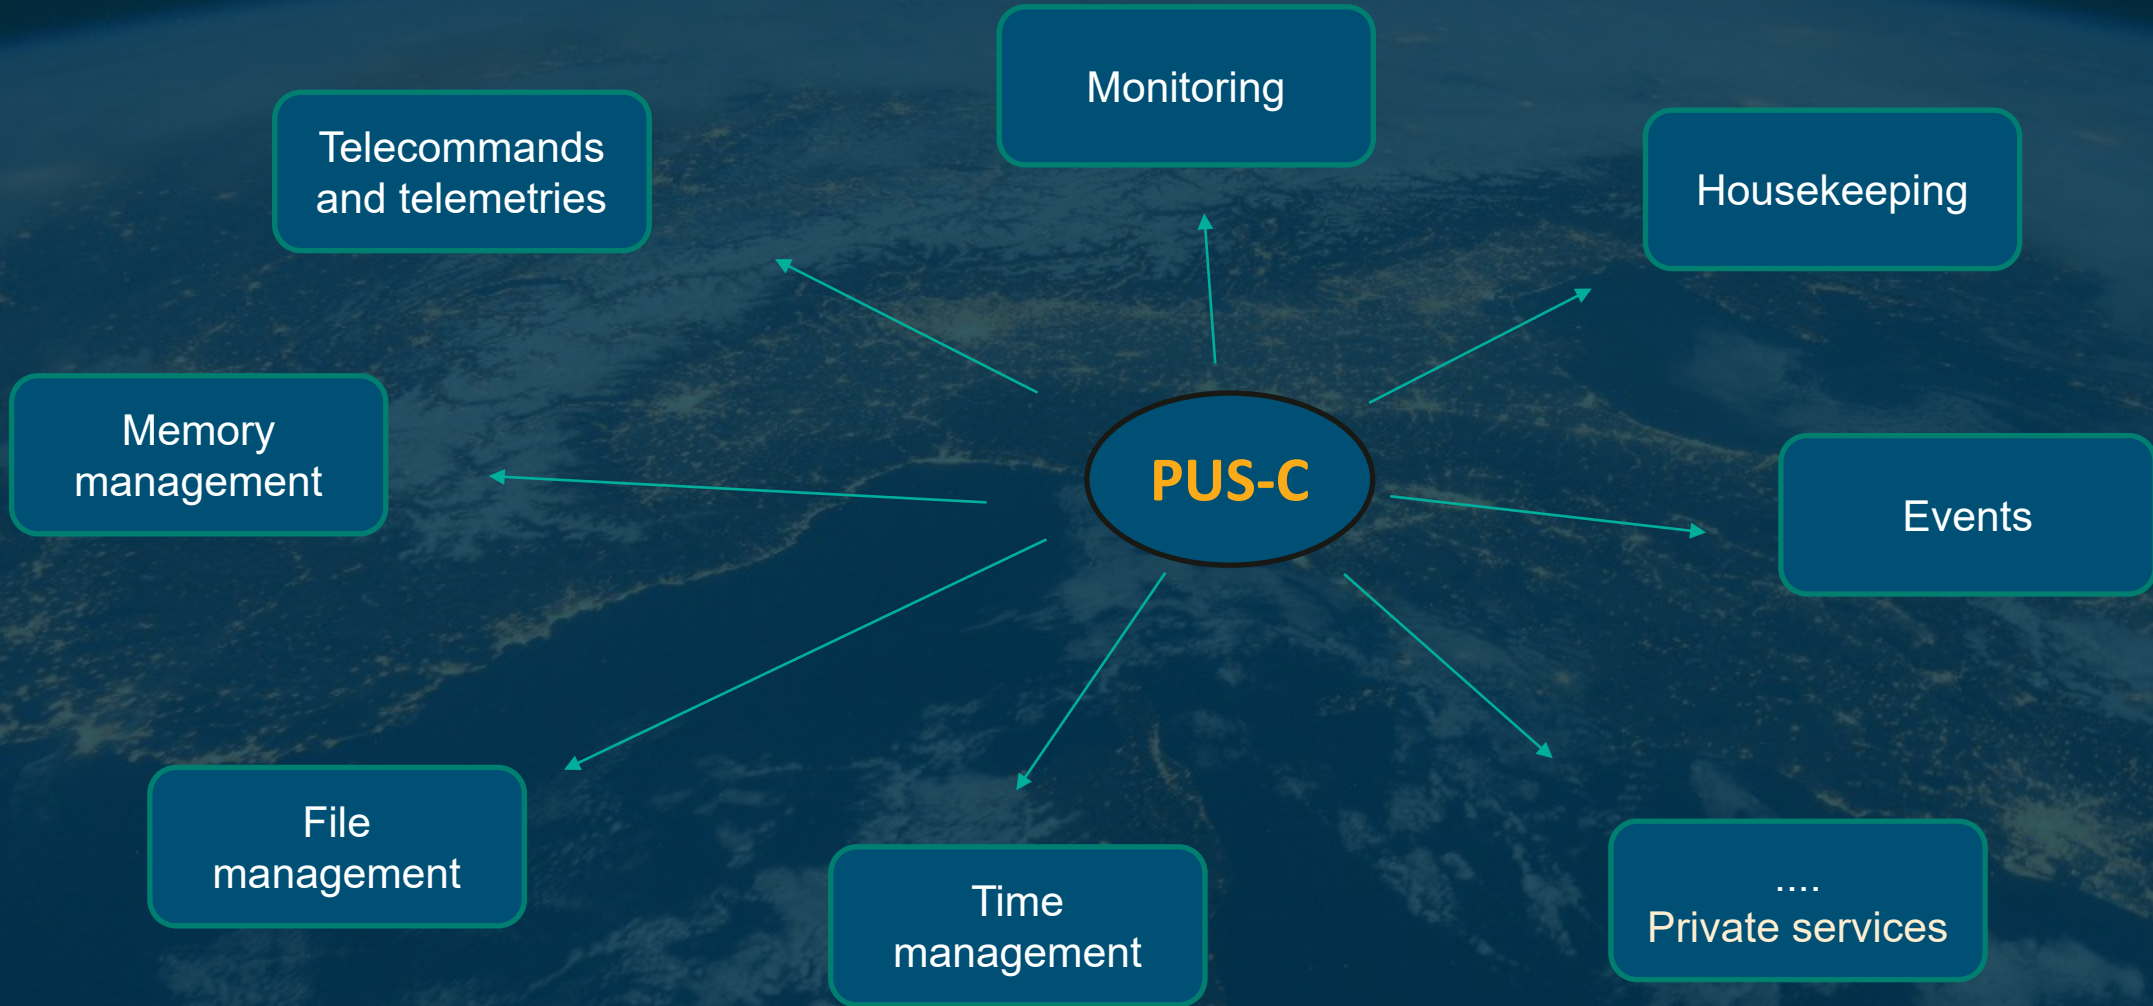 Monitoring
Telecommands
and telemetries
Housekeeping
Memory
management
PUS-C
Events
File
management
Time
management
....
Private services